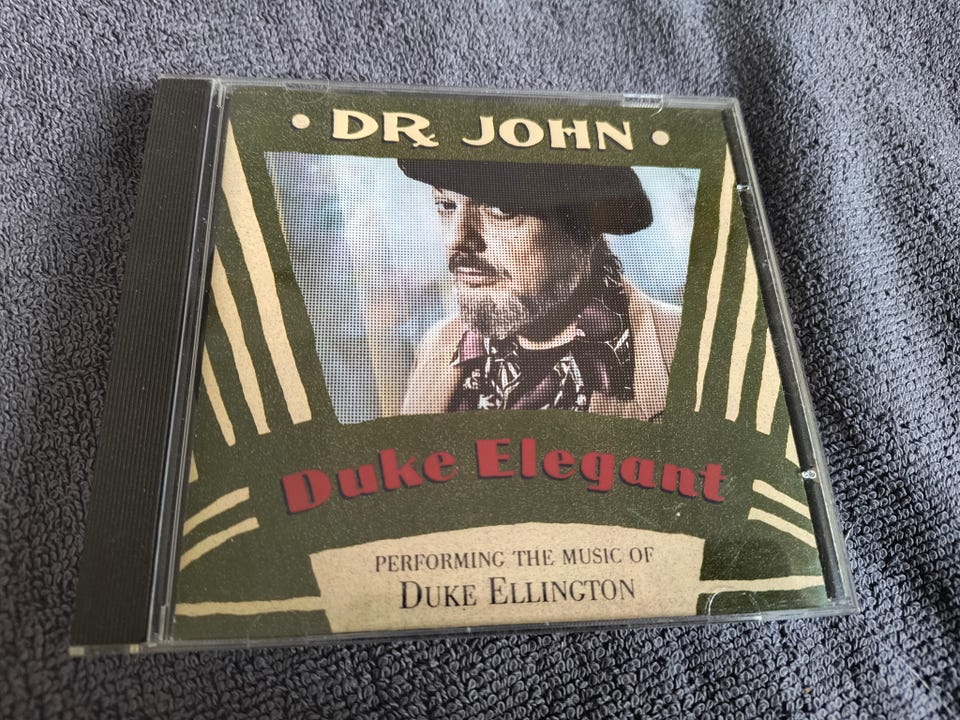 • DR. JOHN •
Duke Elegant
PERFORMING THE MUSIC OF
DUKE ELLINGTON